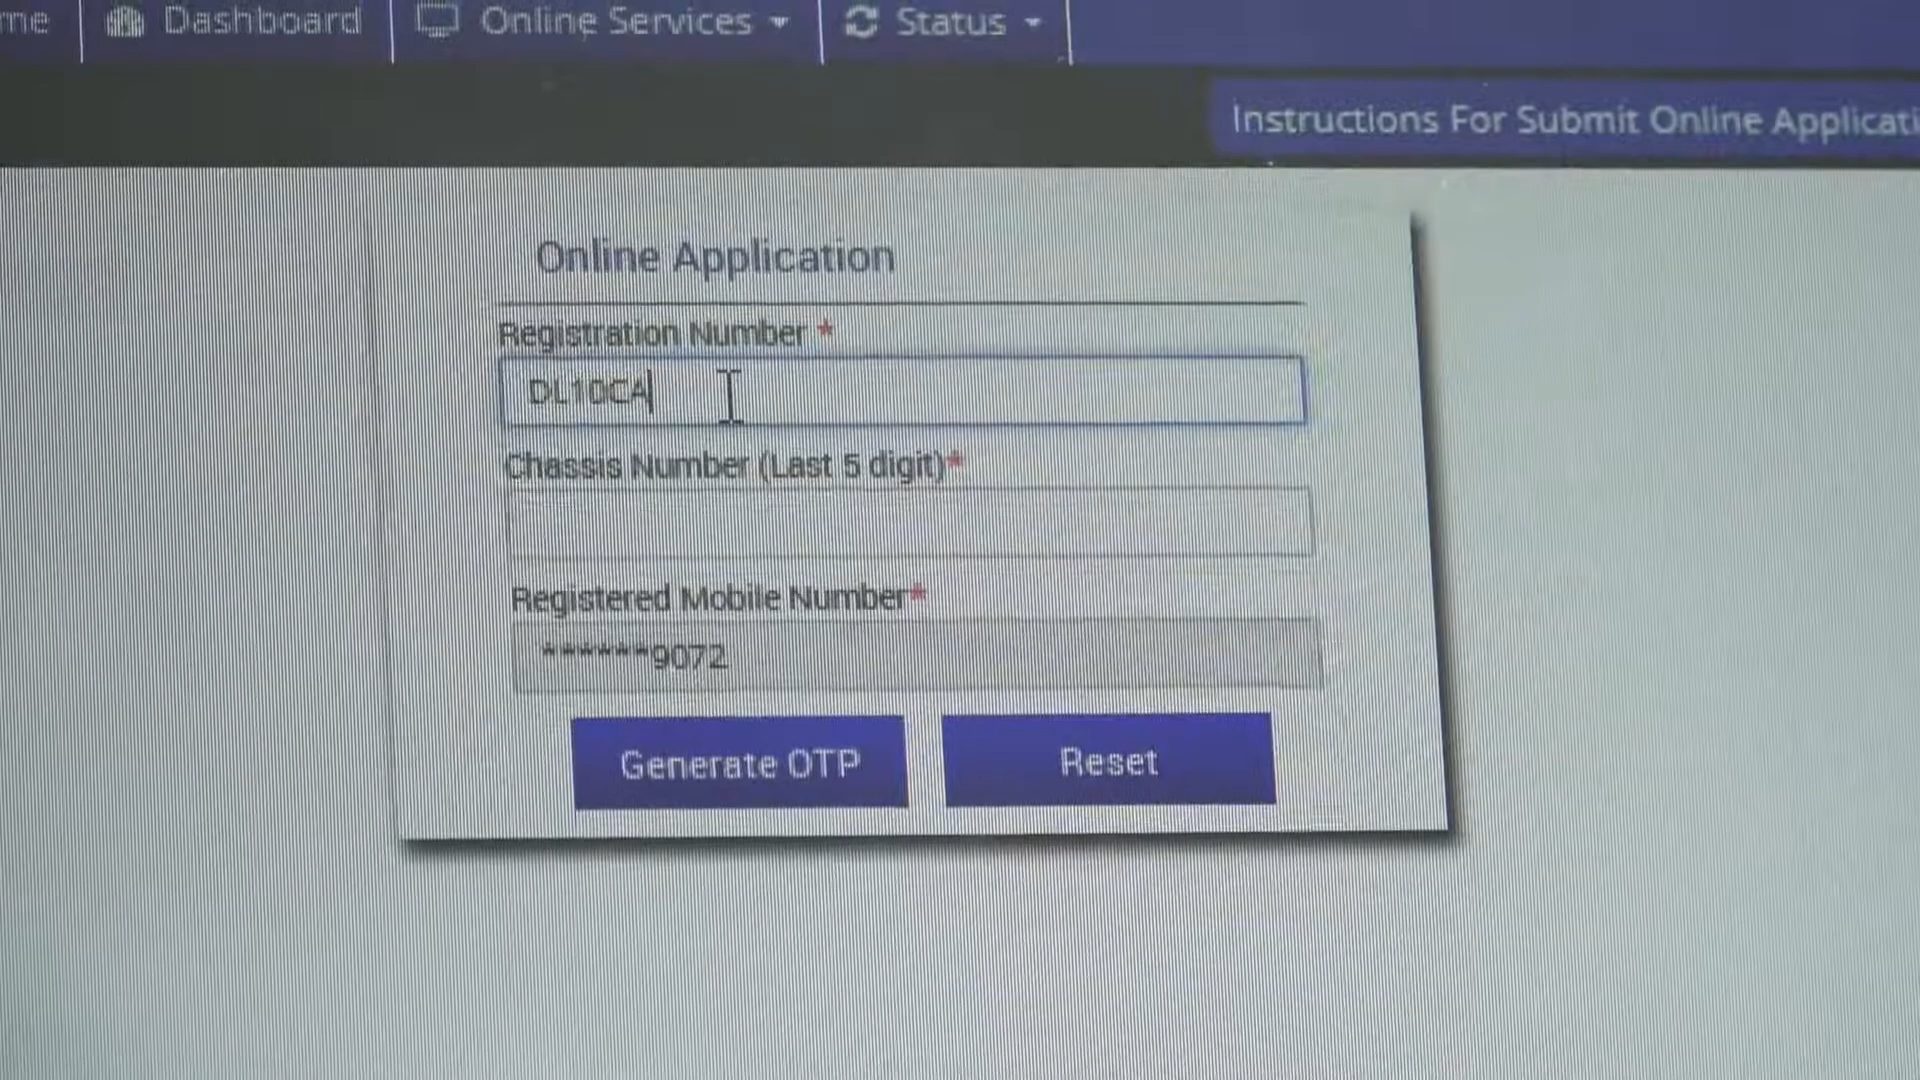 me Dashboard Online Services Status
Instructions For Submit Online Applicati
Online Application
Registration Number *
DL10CA
Chassis Number (Last 5 digit)*
Registered Mobile Number*
******9072
Generate OTP Reset